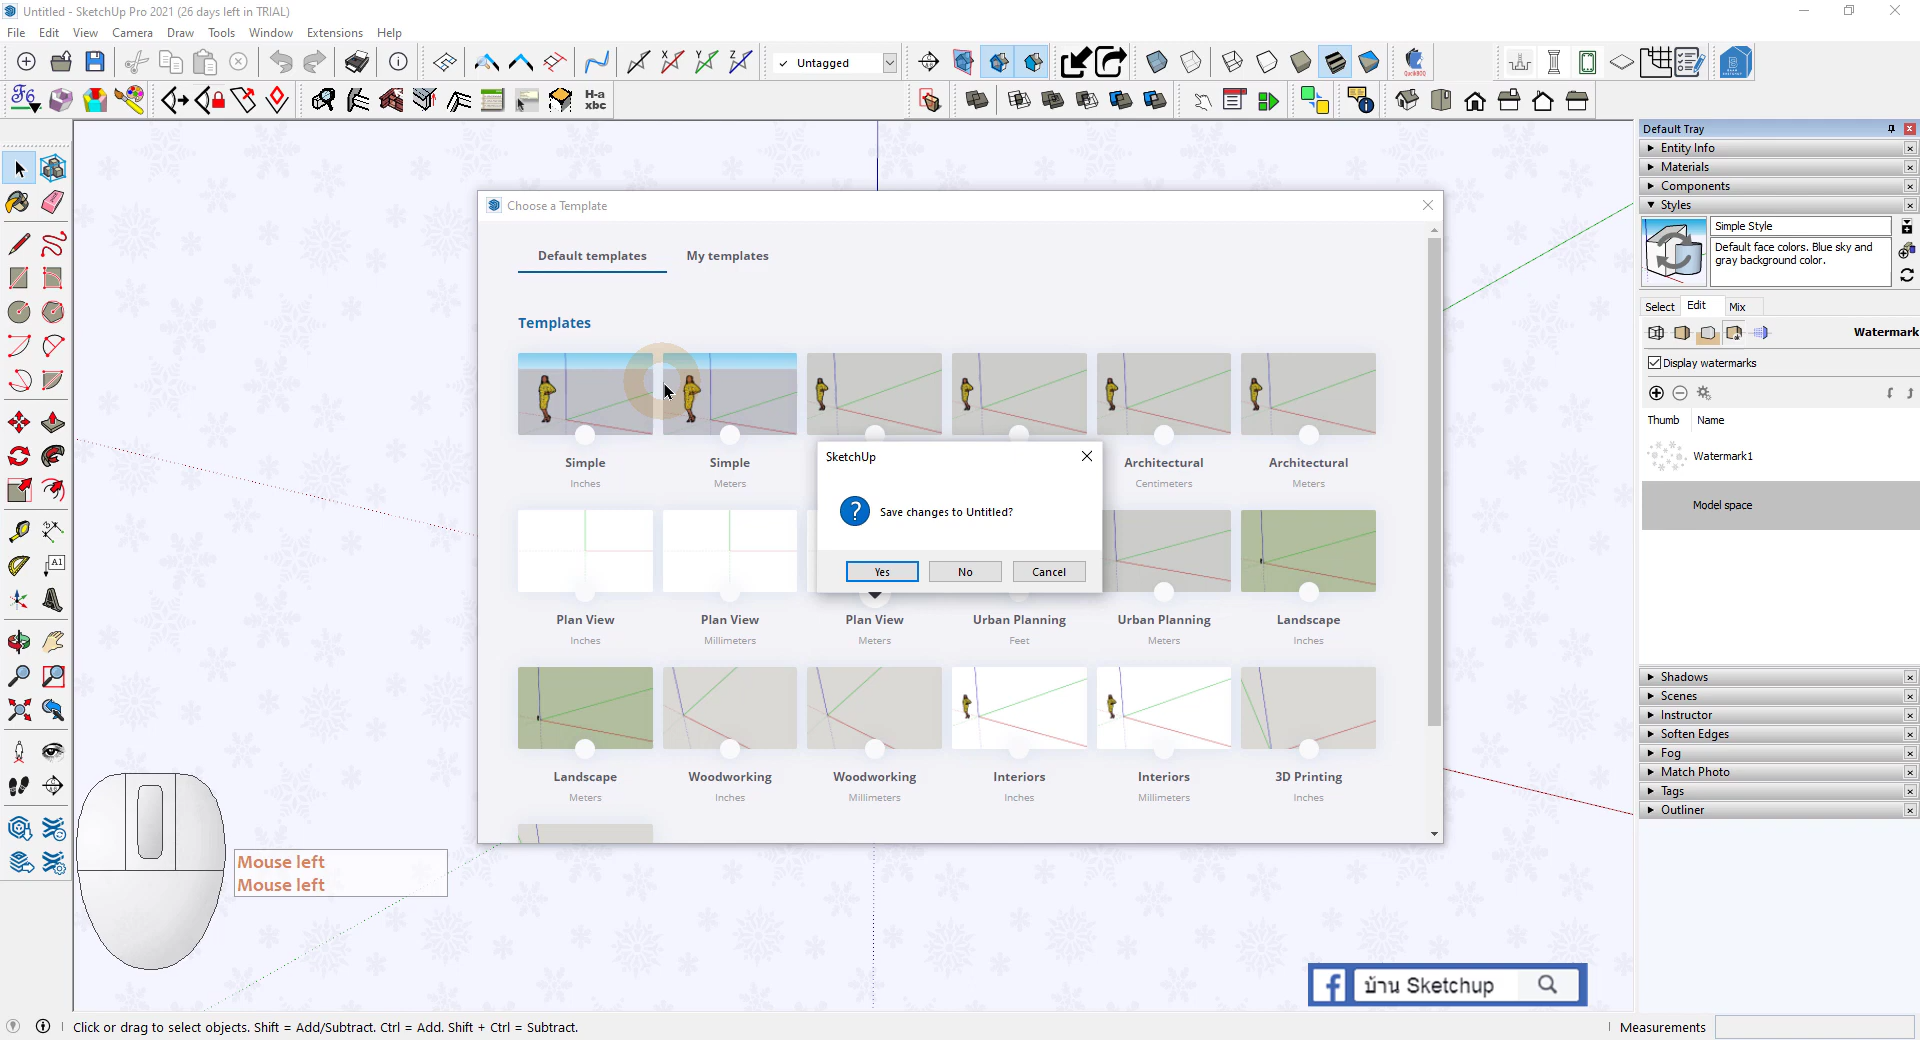 Untitled - SketchUp Pro 2021 (26 days left in TRIAL)
File Edit View Camera Draw Tools Window Extensions Help
Untagged
QuickBOQ
H-a
xbc
A1
Default Tray
Entity Info
Materials
Components
Styles
Simple Style
Default face colors. Blue sky and
gray background color.
Select Edit Mix
Watermark
Display watermarks
Thumb Name
Watermark1
Model space
Shadows
Scenes
Instructor
Soften Edges
Fog
Match Photo
Tags
Outliner
Choose a Template
Default templates My templates
Templates
Simple
Inches
Simple
Meters
Architectural
Centimeters
Architectural
Meters
SketchUp
Save changes to Untitled?
Yes No Cancel
Plan View
Inches
Plan View
Millimeters
Plan View
Meters
Urban Planning
Feet
Urban Planning
Meters
Landscape
Inches
Landscape
Meters
Woodworking
Inches
Woodworking
Millimeters
Interiors
Inches
Interiors
Millimeters
3D Printing
Inches
Mouse left
Mouse left
บ้าน Sketchup
Click or drag to select objects. Shift = Add/Subtract. Ctrl = Add. Shift + Ctrl = Subtract.
Measurements